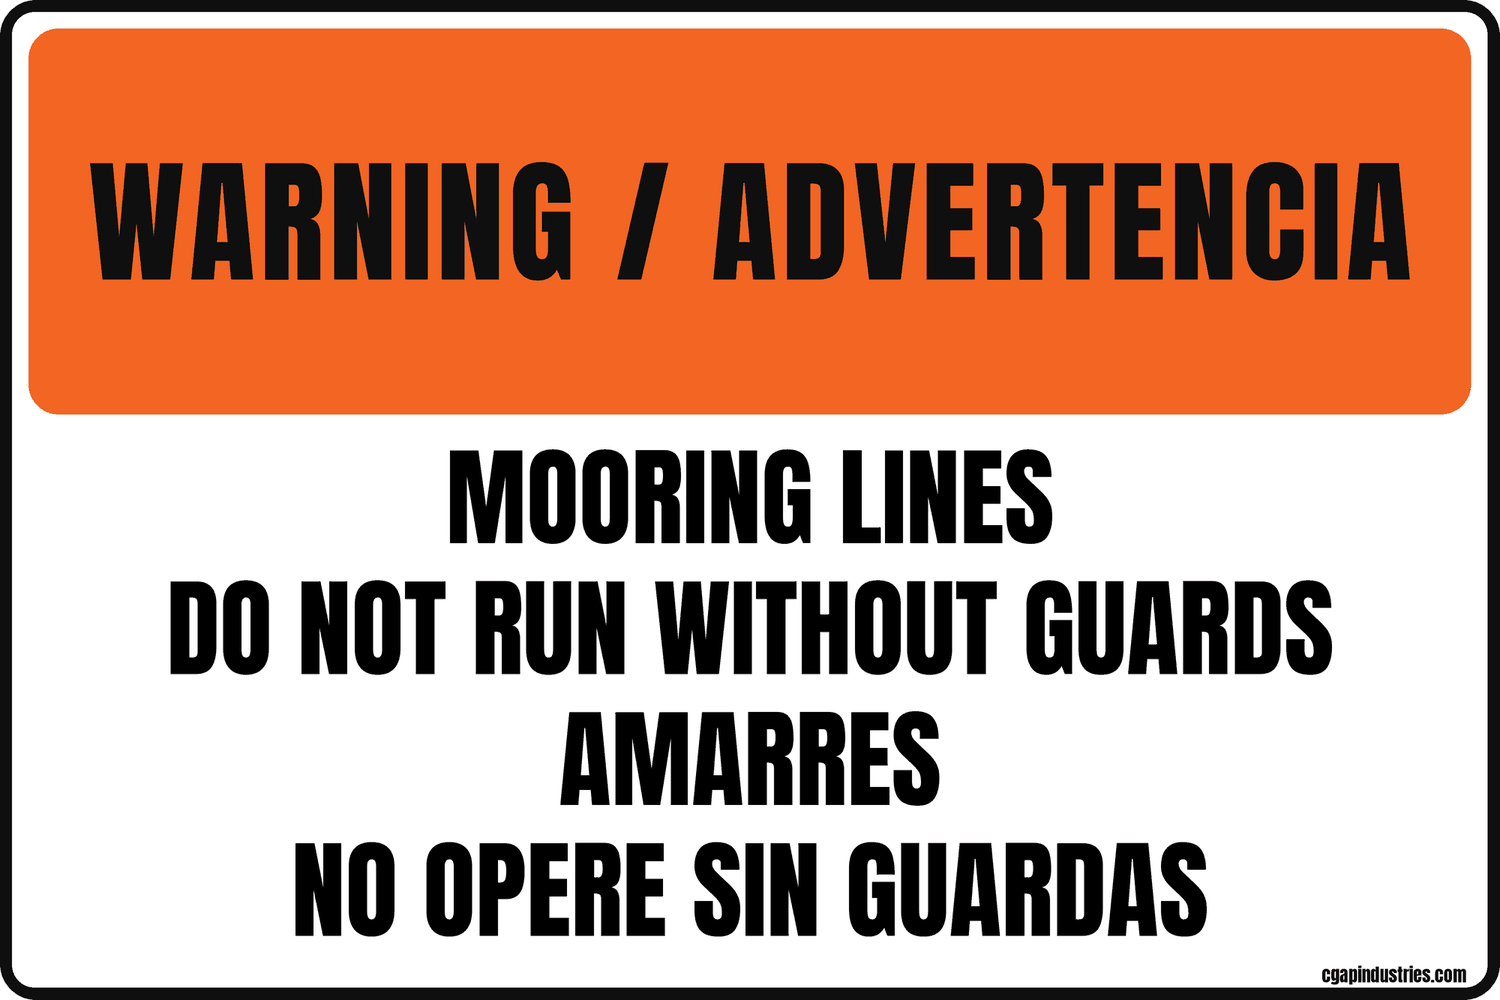 WARNING / ADVERTENCIA
MOORING LINES
DO NOT RUN WITHOUT GUARDS
AMARRES
NO OPERE SIN GUARDAS
cgapindustries.com